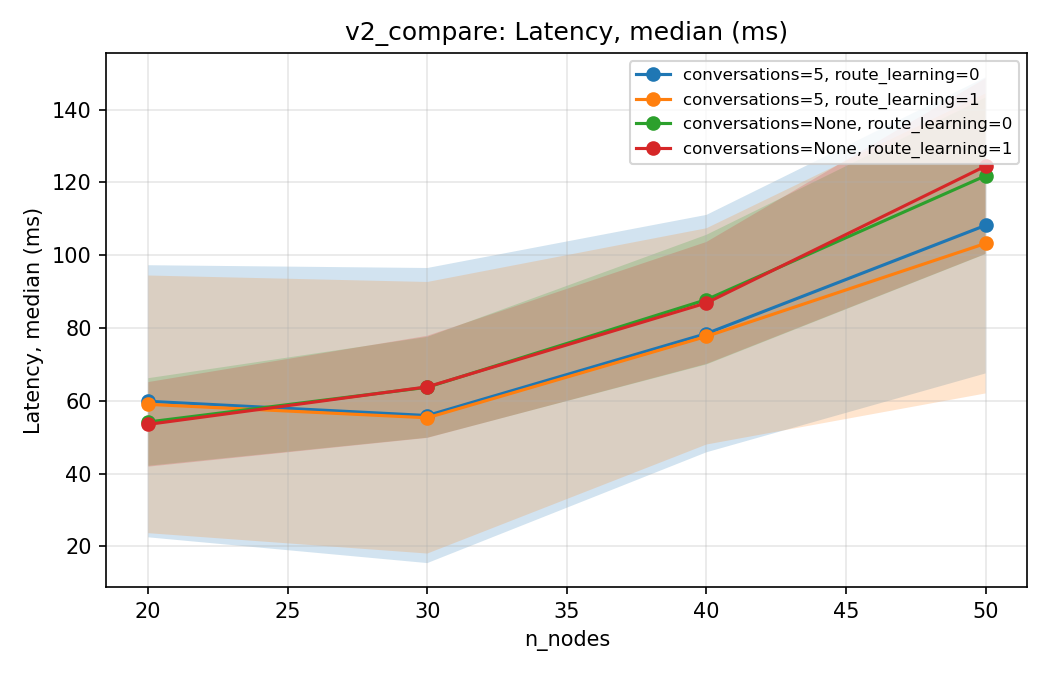 v2_compare: Latency, median (ms)
conversations=5, route_learning=0
conversations=5, route_learning=1
conversations=None, route_learning=0
conversations=None, route_learning=1
Latency, median (ms)
140
120
100
80
60
40
20
20 25 30 35 40 45 50
n_nodes